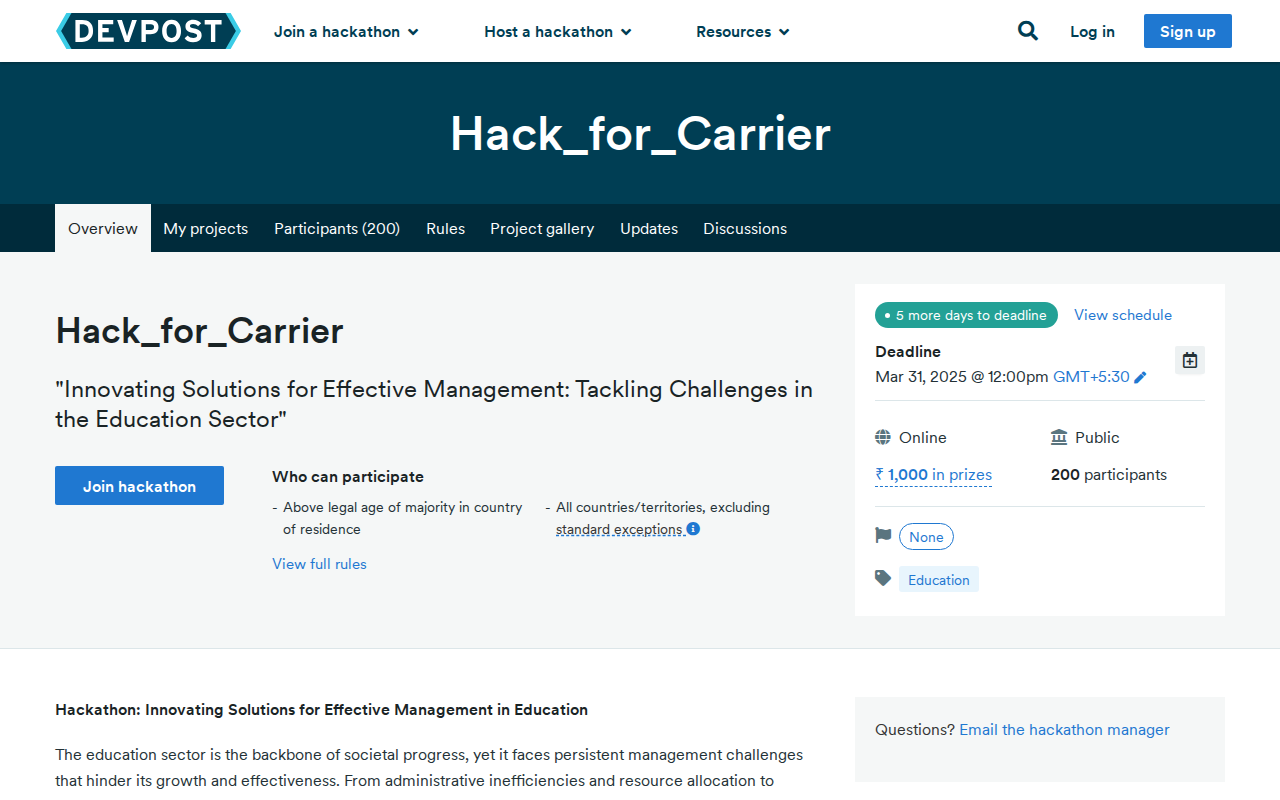 DEVPOST
Join a hackathon
Host a hackathon
Resources
Log in
Sign up
Hack_for_Carrier
Overview
My projects
Participants (200)
Rules
Project gallery
Updates
Discussions
Hack_for_Carrier
"Innovating Solutions for Effective Management: Tackling Challenges in
the Education Sector"
Join hackathon
Who can participate
- Above legal age of majority in country
of residence
- All countries/territories, excluding
standard exceptions
View full rules
5 more days to deadline
View schedule
Deadline
Mar 31, 2025 @ 12:00pm GMT+5:30
Online
Public
₹ 1,000 in prizes
200 participants
None
Education
Hackathon: Innovating Solutions for Effective Management in Education
The education sector is the backbone of societal progress, yet it faces persistent management challenges
that hinder its growth and effectiveness. From administrative inefficiencies and resource allocation to
Questions? Email the hackathon manager